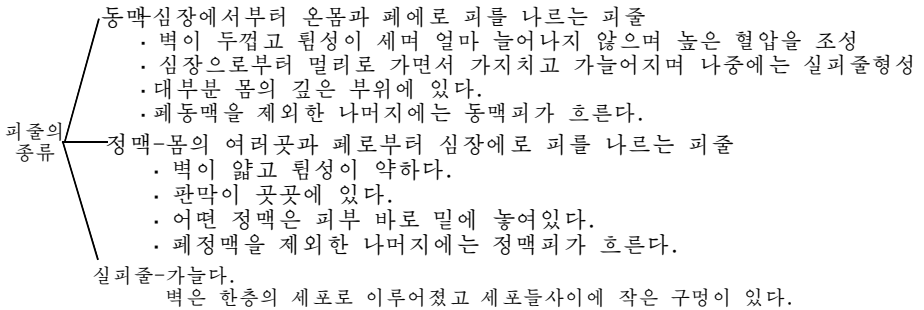 동맥-심장에서부터 온몸과 페에로 피를 나르는 피줄
· 벽이 두껍고 튐성이 세며 얼마 늘어나지 않으며 높은 혈압을 조성
· 심장으로부터 멀리로 가면서 가지치고 가늘어지며 나중에는 실피줄형성
· 대부분 몸의 깊은 부위에 있다.
· 페동맥을 제외한 나머지에는 동맥피가 흐른다.
피줄의
종류
정맥-몸의 여러곳과 페로부터 심장에로 피를 나르는 피줄
· 벽이 얇고 튐성이 약하다.
· 판막이 곳곳에 있다.
· 어떤 정맥은 피부 바로 밑에 놓여있다.
· 페정맥을 제외한 나머지에는 정맥피가 흐른다.
실피줄-가늘다.
벽은 한층의 세포로 이루어졌고 세포들사이에 작은 구멍이 있다.